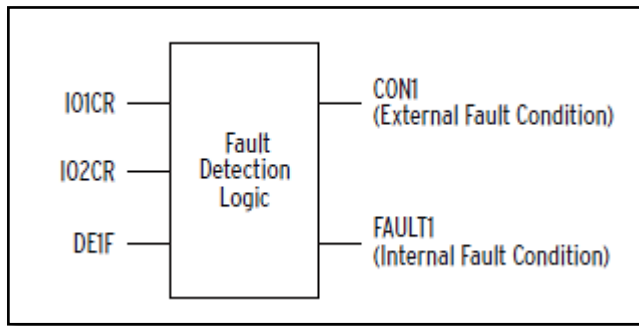 IO1CR
IO2CR
DE1F
Fault
Detection
Logic
CON1
(External Fault Condition)
FAULT1
(Internal Fault Condition)